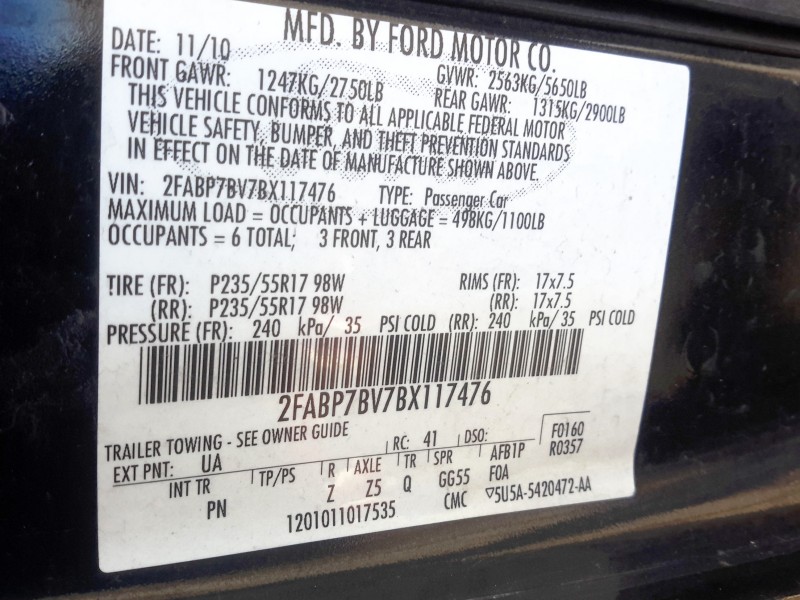 MFD. BY FORD MOTOR CO.
DATE: 11/10 GVWR: 2563KG/5650LB
FRONT GAWR: 1247KG/2750LB REAR GAWR: 1315KG/2900LB
THIS VEHICLE CONFORMS TO ALL APPLICABLE FEDERAL MOTOR
VEHICLE SAFETY, BUMPER, AND THEFT PREVENTION STANDARDS
IN EFFECT ON THE DATE OF MANUFACTURE SHOWN ABOVE.
VIN: 2FABP7BV7BX117476 TYPE: Passenger Car
MAXIMUM LOAD = OCCUPANTS + LUGGAGE = 498KG/1100LB
OCCUPANTS = 6 TOTAL; 3 FRONT, 3 REAR
TIRE (FR): P235/55R17 98W RIMS (FR): 17x7.5
(RR): P235/55R17 98W (RR): 17x7.5
PRESSURE (FR): 240 kPa/ 35 PSI COLD (RR): 240 kPa/ 35 PSI COLD
2FABP7BV7BX117476
TRAILER TOWING - SEE OWNER GUIDE RC: 41 DSO: F0160
EXT PNT: UA R0357
INT TR TP/PS R AXLE TR SPR AFB1P
PN Z Z5 Q GG55 FOA
1201011017535 CMC ▽5U5A-5420472-AA